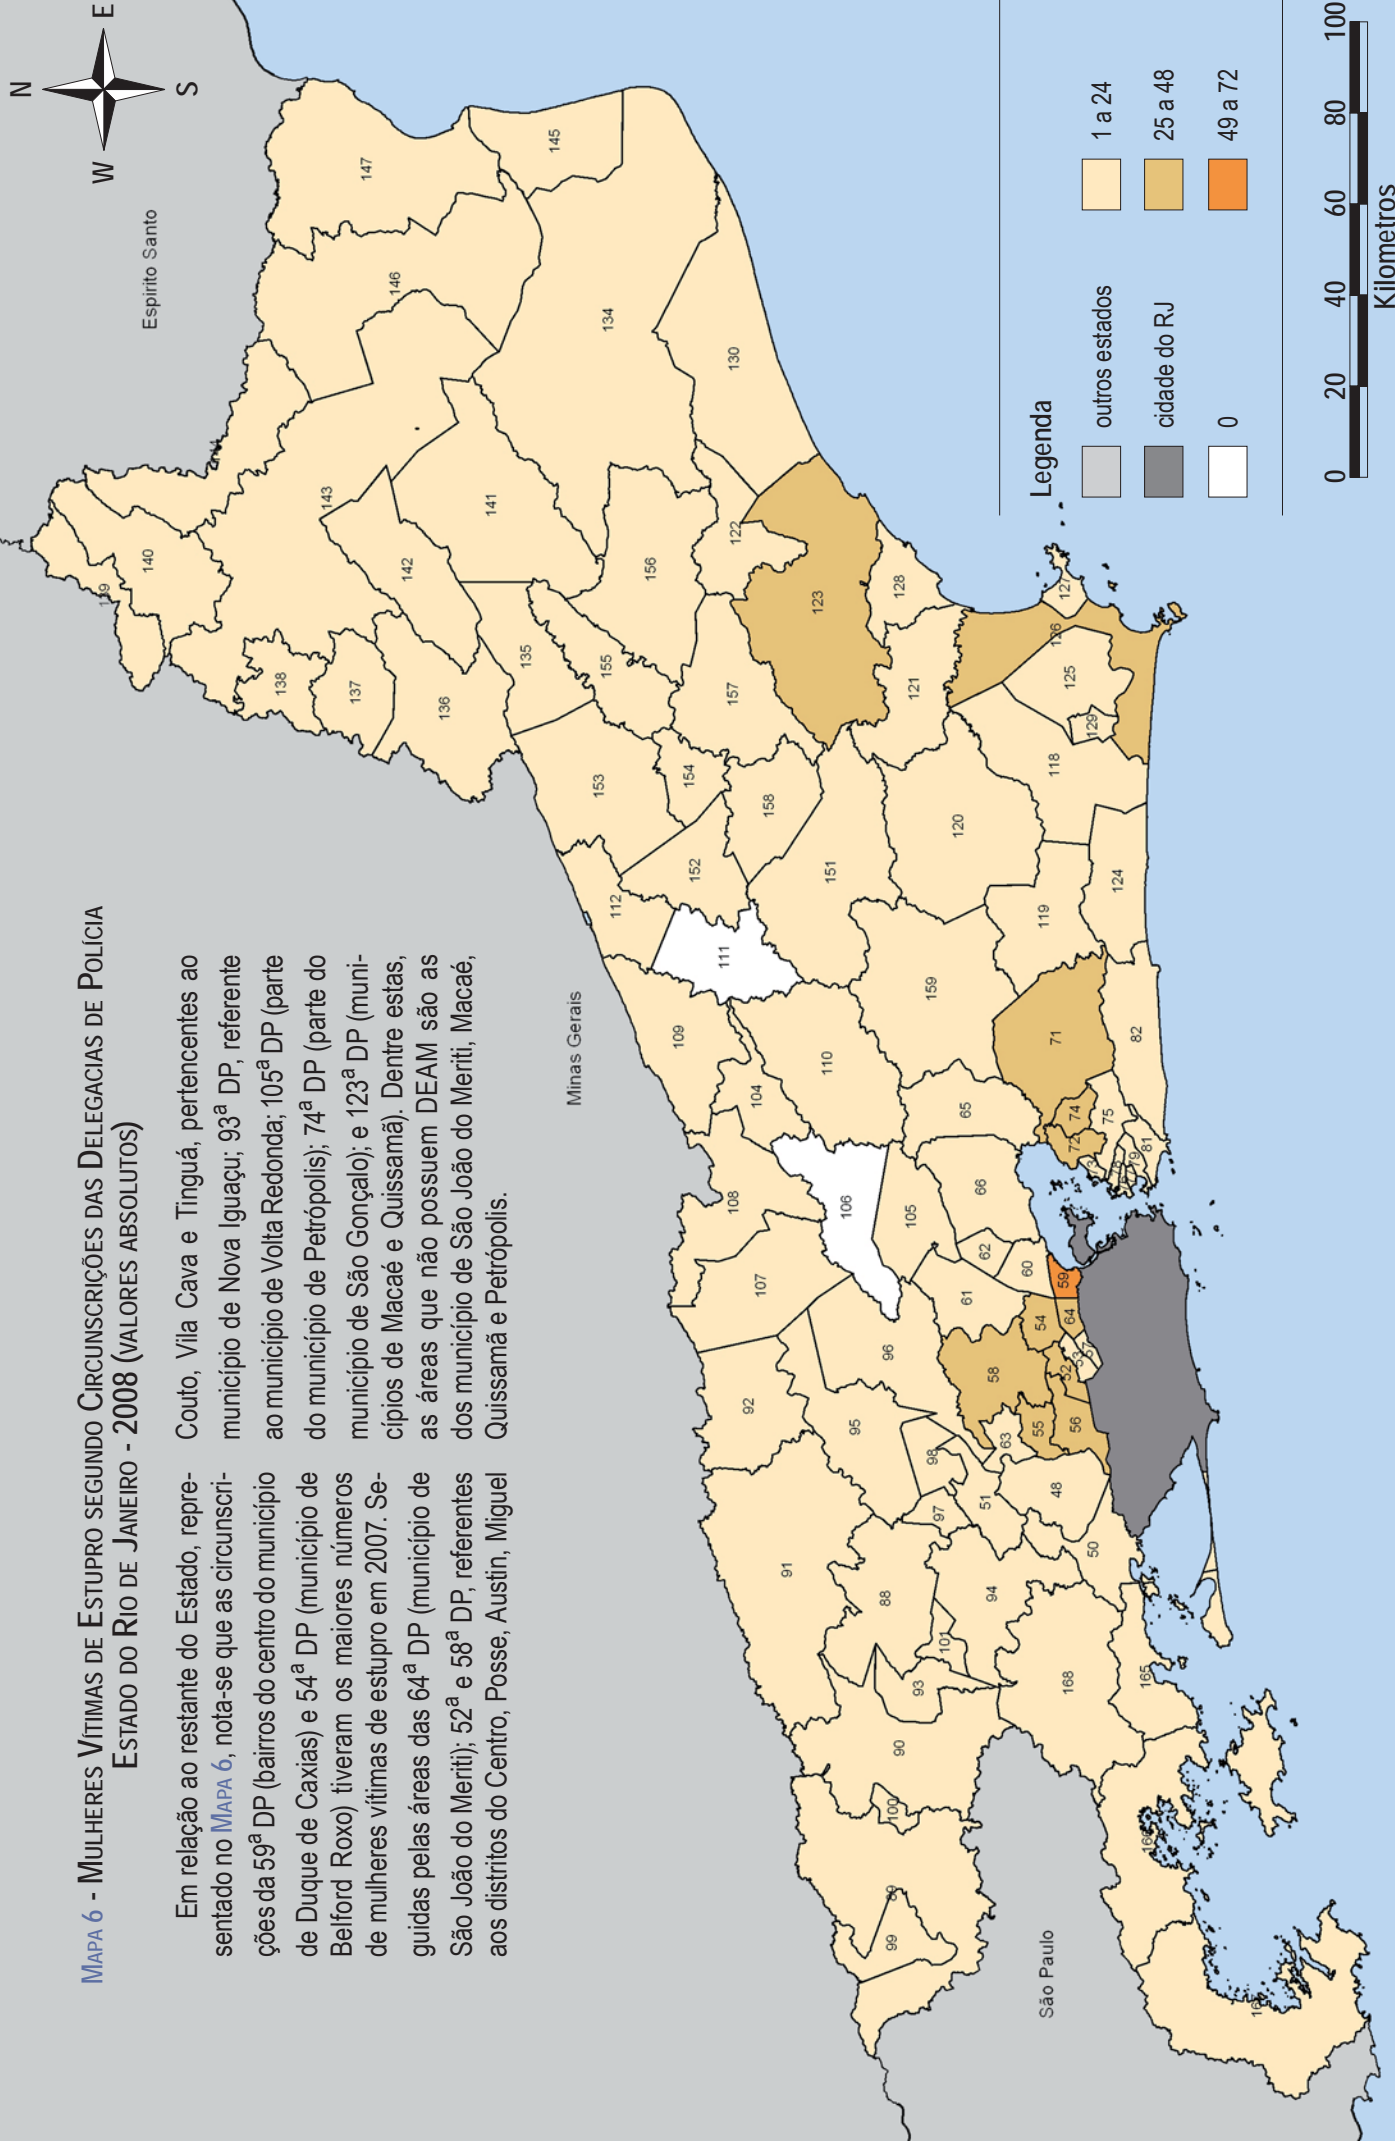 MAPA 6 - MULHERES VÍTIMAS DE ESTUPRO SEGUNDO CIRCUNSCRIÇÕES DAS DELEGACIAS DE POLÍCIA
ESTADO DO RIO DE JANEIRO - 2008 (VALORES ABSOLUTOS)
Em relação ao restante do Estado, repre-
sentado no MAPA 6, nota-se que as circunscri-
ções da 59ª DP (bairros do centro do município
de Duque de Caxias) e 54ª DP (município de
Belford Roxo) tiveram os maiores números
de mulheres vítimas de estupro em 2007. Se-
guidas pelas áreas das 64ª DP (município de
São João do Meriti); 52ª e 58ª DP, referentes
aos distritos do Centro, Posse, Austin, Miguel
Couto, Vila Cava e Tinguá, pertencentes ao
município de Nova Iguaçu; 93ª DP, referente
ao município de Volta Redonda; 105ª DP (parte
do município de Petrópolis); 74ª DP (parte do
município de São Gonçalo); e 123ª DP (muni-
cípios de Macaé e Quissamã). Dentre estas,
as áreas que não possuem DEAM são as
dos município de São João do Meriti, Macaé,
Quissamã e Petrópolis.
N
W
E
S
Espirito Santo
Minas Gerais
São Paulo
147
145
146
134
130
143
141
140
139
142
138
137
136
135
155
156
122
123
128
157
121
153
154
158
152
112
111
151
120
126
127
125
129
118
119
124
109
110
159
104
65
71
82
74
72
75
73
78
79
81
108
106
105
66
107
62
60
61
59
64
54
96
92
58
52
53
57
95
98
63
55
56
91
97
51
48
50
88
94
101
93
168
165
90
100
89
99
166
Legenda
outros estados
cidade do RJ
0
1 a 24
25 a 48
49 a 72
0
20
40
60
80
100
Kilometros